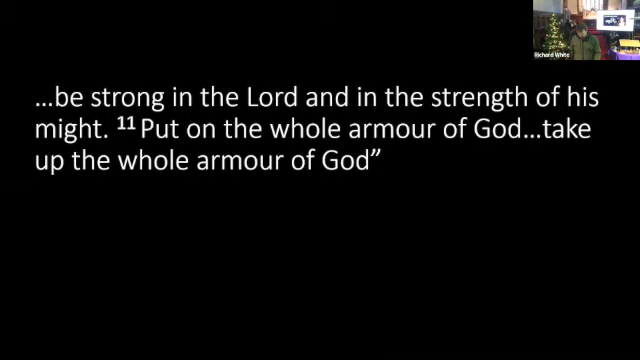 Richard White
…be strong in the Lord and in the strength of his
might. 11 Put on the whole armour of God…take
up the whole armour of God”